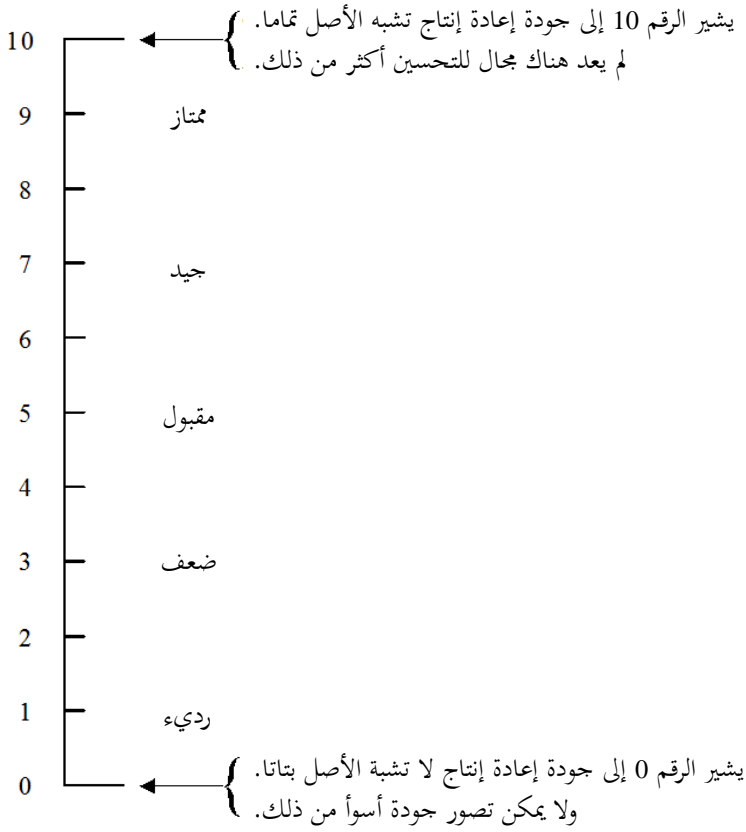 يشير الرقم 10 إلى جودة إعادة إنتاج تشبه الأصل تماما.
لم يعد هناك مجال للتحسين أكثر من ذلك.
10
9
ممتاز
8
7
جيد
6
5
مقبول
4
3
ضعف
2
1
رديء
يشير الرقم 0 إلى جودة إعادة إنتاج لا تشبة الأصل بتاتا.
0
ولا يمكن تصور جودة أسوأ من ذلك.